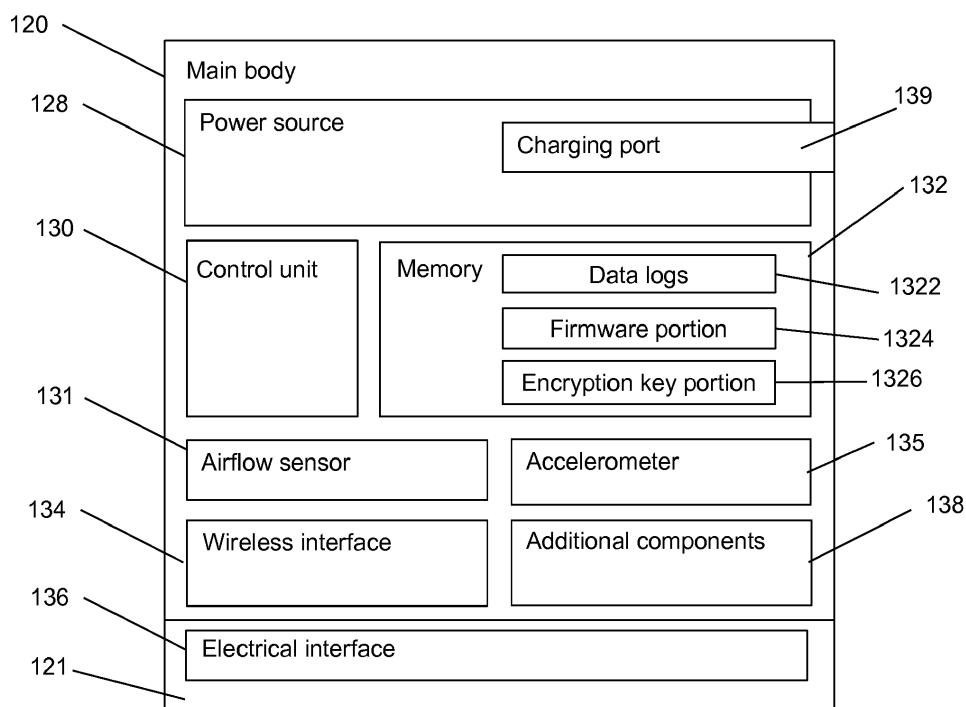 120
Main body
128
Power source
139
Charging port
132
130
Control unit
Memory
Data logs
1322
Firmware portion
1324
Encryption key portion
1326
131
Airflow sensor
Accelerometer
135
134
Wireless interface
Additional components
138
136
Electrical interface
121